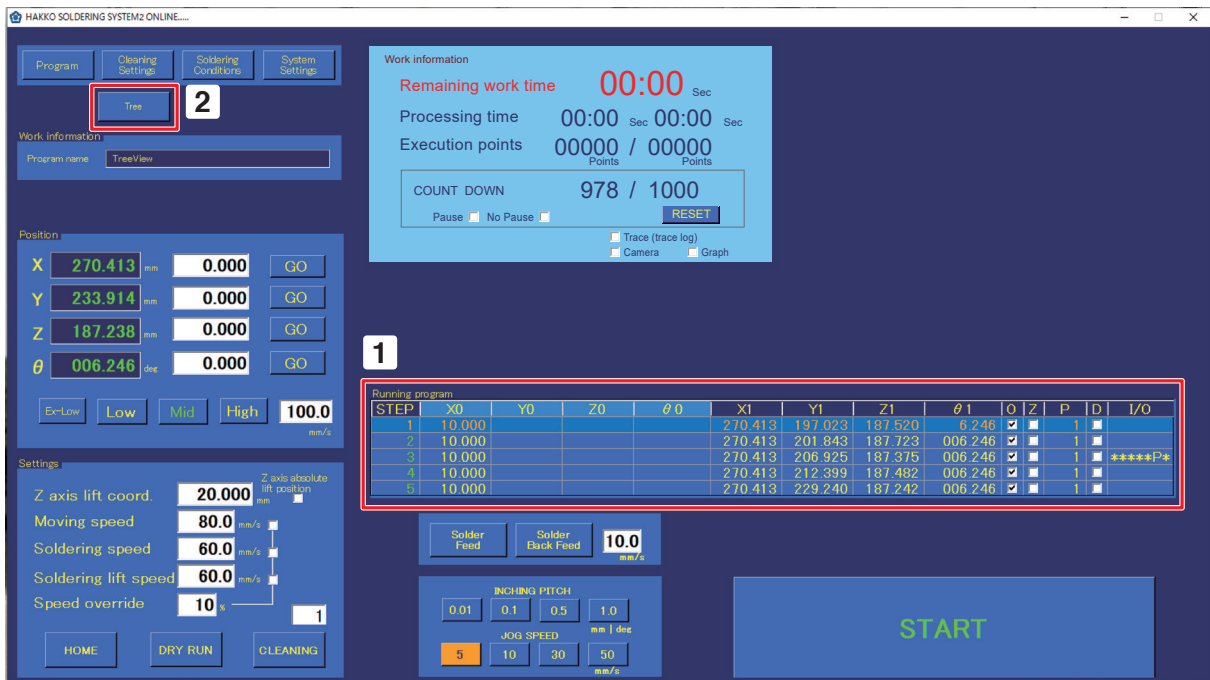 HAKKO SOLDERING SYSTEM2 ONLINE.....
Program
Cleaning Settings
Soldering Conditions
System Settings
Tree
2
Work information
Program name TreeView
Position
X 270.413 mm 0.000 GO
Y 233.914 mm 0.000 GO
Z 187.238 mm 0.000 GO
θ 006.246 deg 0.000 GO
Ex-Low Low Mid High 100.0
mm/s
Settings
Z axis absolute
lift position
Z axis lift coord. 20.000 mm
Moving speed 80.0 mm/s
Soldering speed 60.0 mm/s
Soldering lift speed 60.0 mm/s
Speed override 10 %
1
HOME DRY RUN CLEANING
Work information
Remaining work time 00:00 Sec
Processing time 00:00 Sec 00:00 Sec
Execution points 00000 / 00000
Points Points
COUNT DOWN 978 / 1000
Pause No Pause RESET
Trace (trace log)
Camera Graph
1
Running program
STEP X0 Y0 Z0 θ0 X1 Y1 Z1 θ1 O Z P D I/O
1 10.000 270.413 197.023 187.520 6.246 1
2 10.000 270.413 201.843 187.723 006.246 1
3 10.000 270.413 206.925 187.375 006.246 1 *****P*
4 10.000 270.413 212.399 187.482 006.246 1
5 10.000 270.413 229.240 187.242 006.246 1
Solder Feed
Solder Back Feed
10.0
mm/s
INCHING PITCH
0.01 0.1 0.5 1.0
mm | deg
JOG SPEED
5 10 30 50
mm/s
START